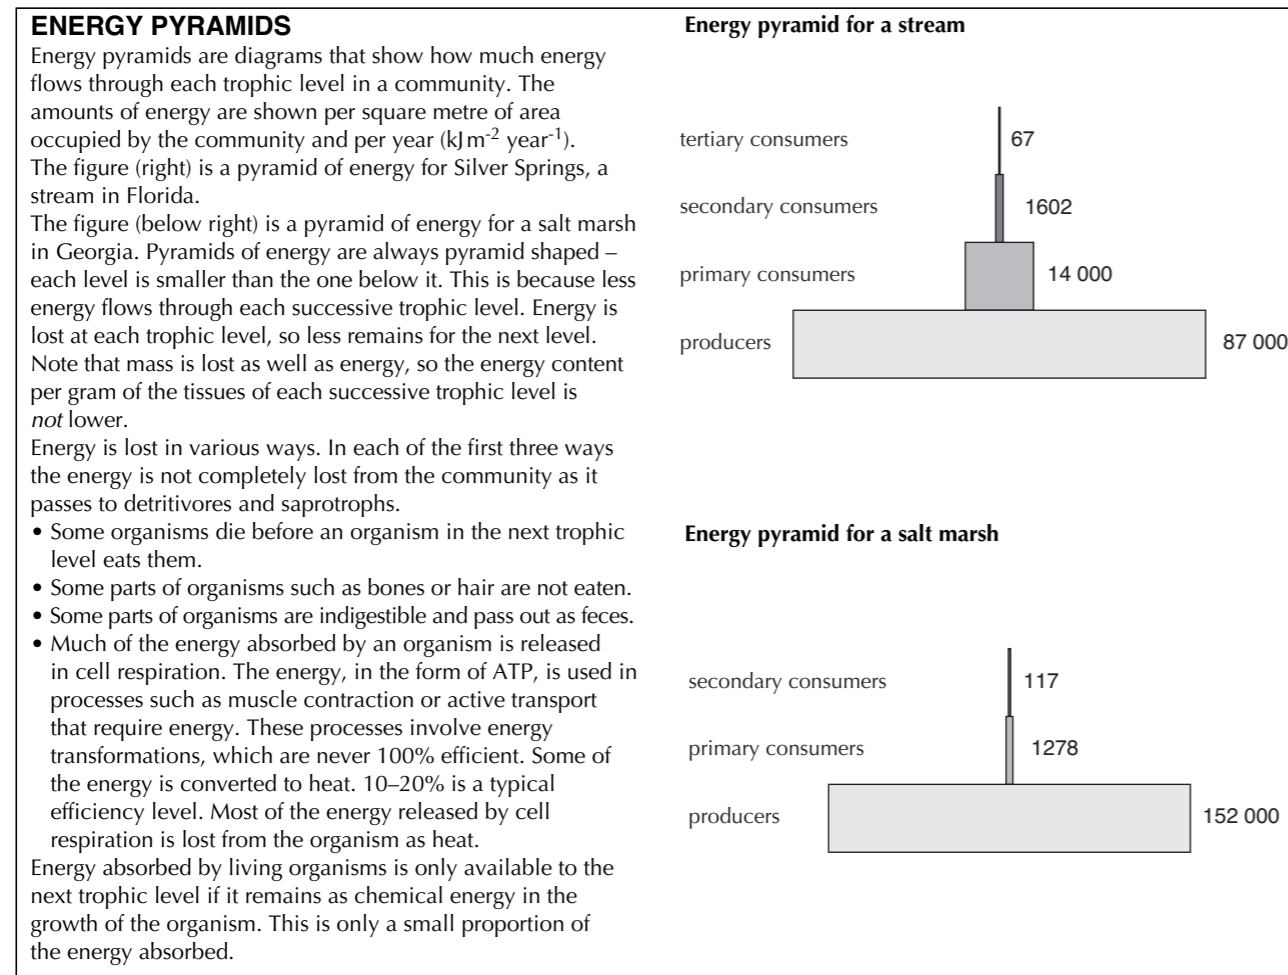 ENERGY PYRAMIDS
Energy pyramids are diagrams that show how much energy
flows through each trophic level in a community. The
amounts of energy are shown per square metre of area
occupied by the community and per year (kJ m⁻² year⁻¹).
The figure (right) is a pyramid of energy for Silver Springs, a
stream in Florida.
The figure (below right) is a pyramid of energy for a salt marsh
in Georgia. Pyramids of energy are always pyramid shaped –
each level is smaller than the one below it. This is because less
energy flows through each successive trophic level. Energy is
lost at each trophic level, so less remains for the next level.
Note that mass is lost as well as energy, so the energy content
per gram of the tissues of each successive trophic level is
not lower.
Energy is lost in various ways. In each of the first three ways
the energy is not completely lost from the community as it
passes to detritivores and saprotrophs.
• Some organisms die before an organism in the next trophic
level eats them.
• Some parts of organisms such as bones or hair are not eaten.
• Some parts of organisms are indigestible and pass out as feces.
• Much of the energy absorbed by an organism is released
in cell respiration. The energy, in the form of ATP, is used in
processes such as muscle contraction or active transport
that require energy. These processes involve energy
transformations, which are never 100% efficient. Some of
the energy is converted to heat. 10–20% is a typical
efficiency level. Most of the energy released by cell
respiration is lost from the organism as heat.
Energy absorbed by living organisms is only available to the
next trophic level if it remains as chemical energy in the
growth of the organism. This is only a small proportion of
the energy absorbed.
Energy pyramid for a stream
tertiary consumers 67
secondary consumers 1602
primary consumers 14 000
producers 87 000
Energy pyramid for a salt marsh
secondary consumers 117
primary consumers 1278
producers 152 000